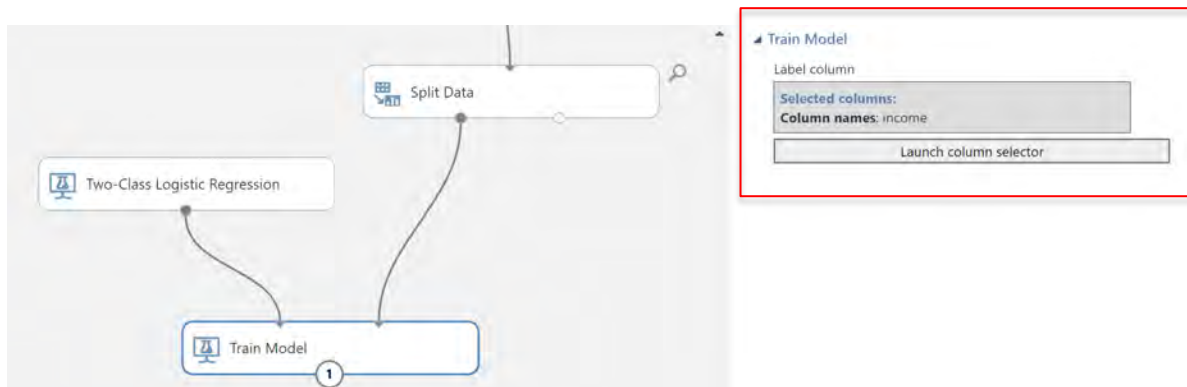 Split Data
Two-Class Logistic Regression
Train Model
1
Train Model
Label column
Selected columns:
Column names: income
Launch column selector